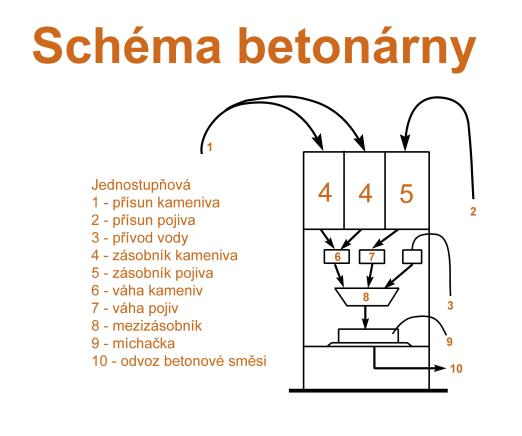 Schéma betonárny
1
Jednostupňová
1 - přísun kameniva
2 - přísun pojiva
3 - přívod vody
4 - zásobník kameniva
5 - zásobník pojiva
6 - váha kameniv
7 - váha pojiv
8 - mezizásobník
9 - míchačka
10 - odvoz betonové směsi
4 4 5
2
6 7
8
3
9
10